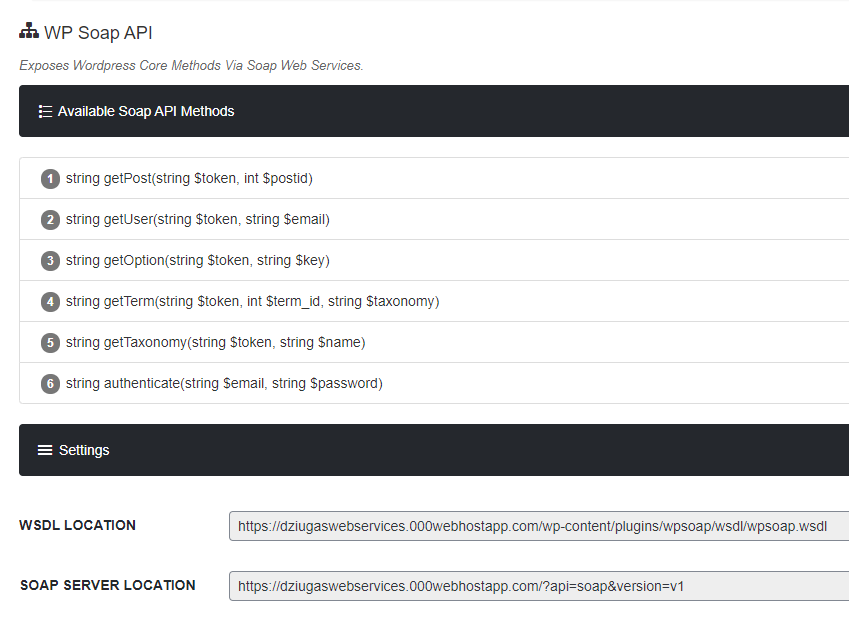 WP Soap API
Exposes Wordpress Core Methods Via Soap Web Services.
Available Soap API Methods
1 string getPost(string $token, int $postid)
2 string getUser(string $token, string $email)
3 string getOption(string $token, string $key)
4 string getTerm(string $token, int $term_id, string $taxonomy)
5 string getTaxonomy(string $token, string $name)
6 string authenticate(string $email, string $password)
Settings
WSDL LOCATION https://dziugaswebservices.000webhostapp.com/wp-content/plugins/wpsoap/wsdl/wpsoap.wsdl
SOAP SERVER LOCATION https://dziugaswebservices.000webhostapp.com/?api=soap&version=v1